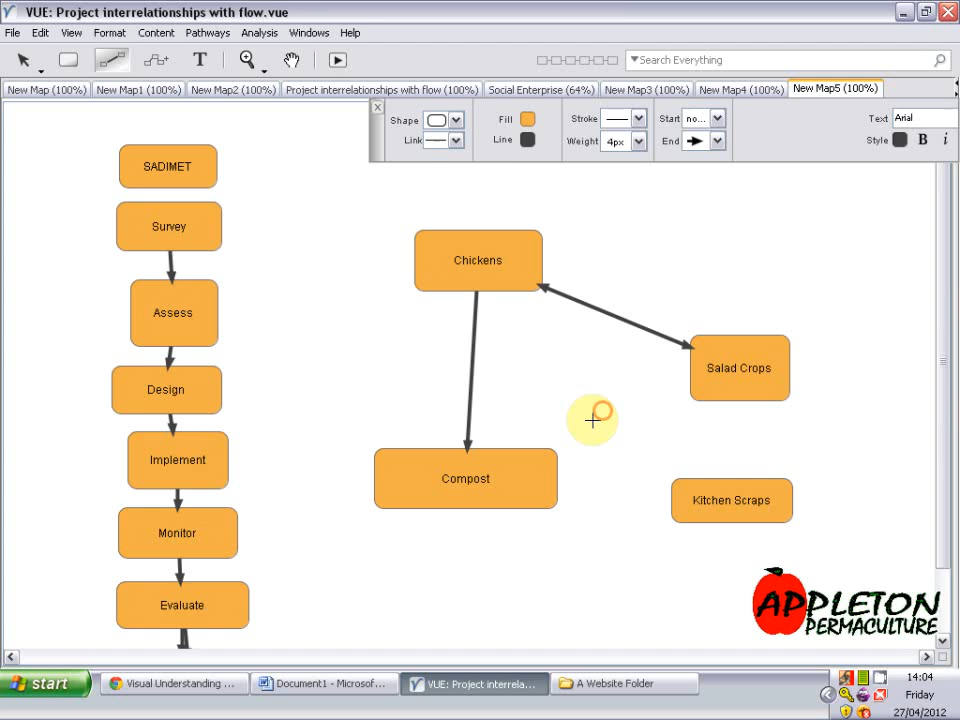 VUE: Project interrelationships with flow.vue
File Edit View Format Content Pathways Analysis Windows Help
T
Search Everything
New Map (100%) New Map1 (100%) New Map2 (100%) Project interrelationships with flow (100%) Social Enterprise (64%) New Map3 (100%) New Map4 (100%) New Map5 (100%)
Shape Fill Stroke Start no... Text Arial
Link Line Weight 4px End Style B i
SADIMET
Survey
Assess
Design
Implement
Monitor
Evaluate
Chickens
Salad Crops
Compost
Kitchen Scraps
APPLETON
PERMACULTURE
start
Visual Understanding ...
Document1 - Microsof...
VUE: Project interrela...
A Website Folder
14:04
Friday
27/04/2012